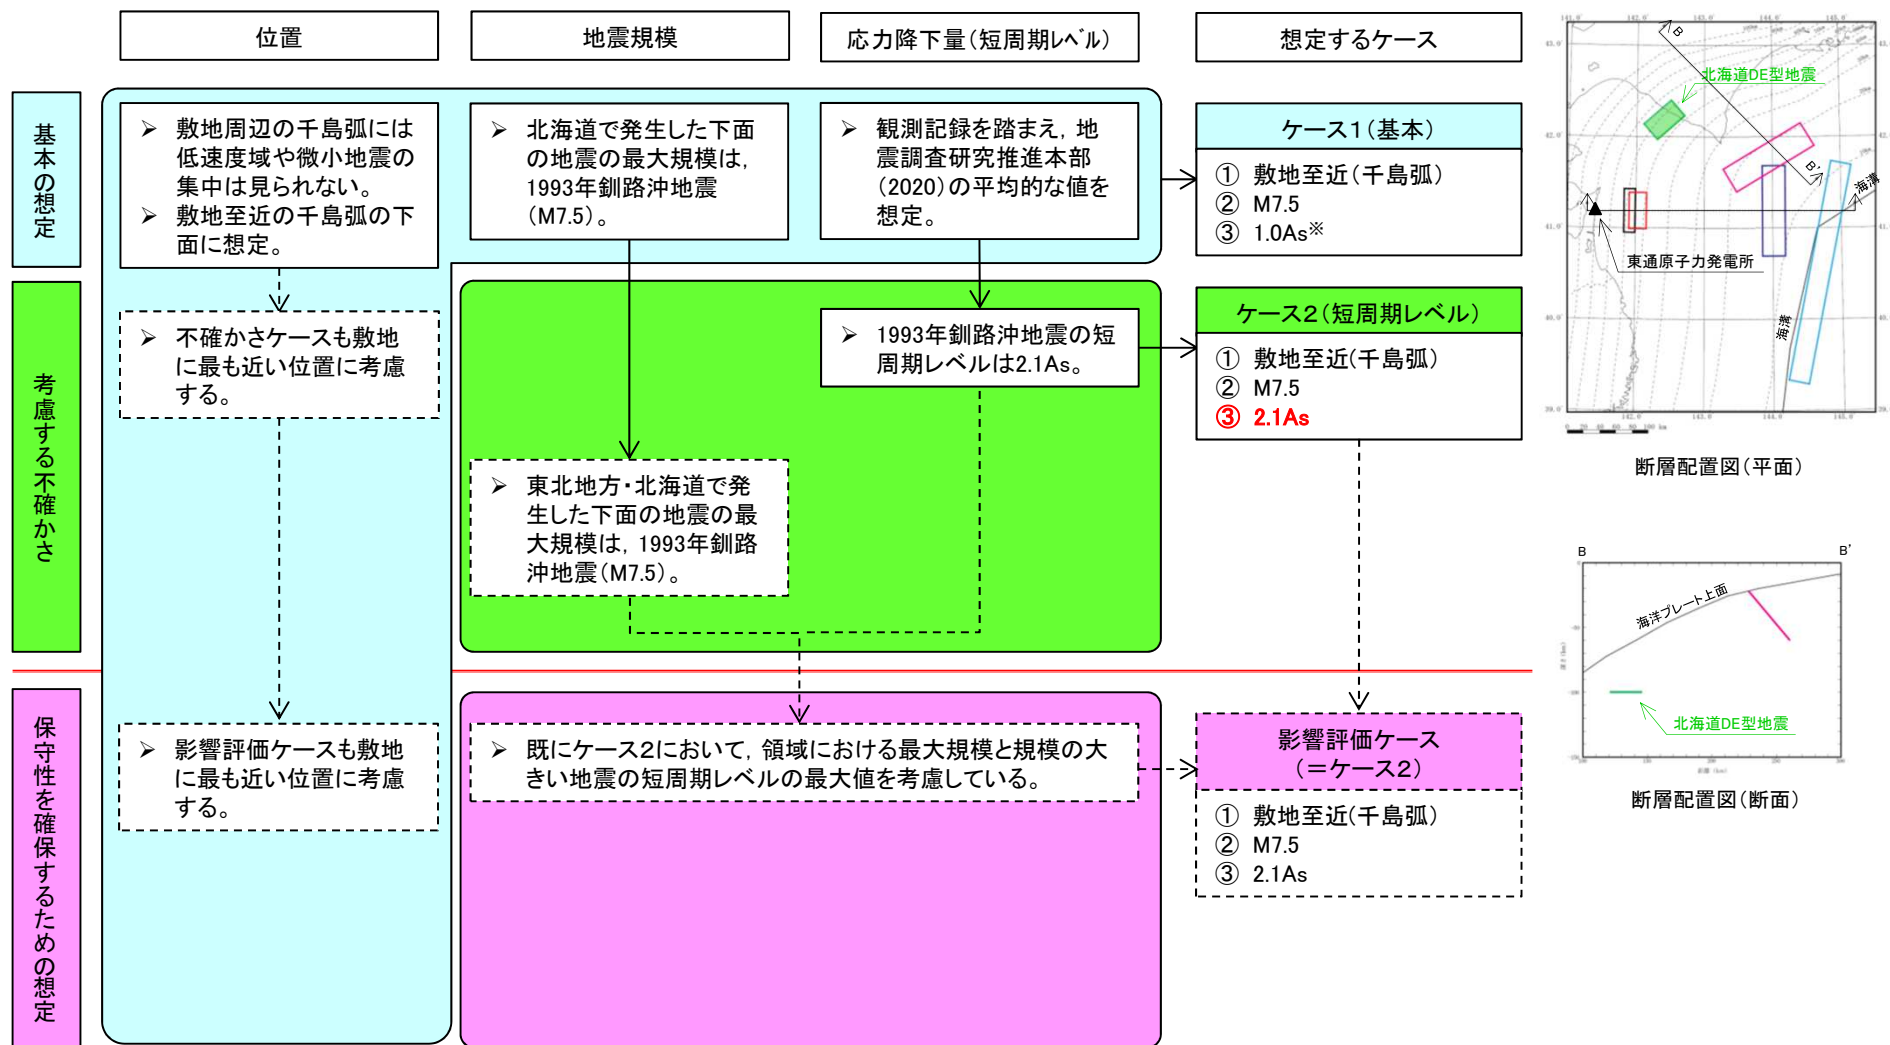 位置
地震規模
応力降下量(短周期ﾚﾍﾞﾙ)
想定するケース
基本の想定
➢ 敷地周辺の千島弧には
低速度域や微小地震の
集中は見られない。
➢ 敷地至近の千島弧の下
面に想定。
➢ 北海道で発生した下面
の地震の最大規模は，
1993年釧路沖地震
(M7.5)。
➢ 観測記録を踏まえ，地
震調査研究推進本部
(2020)の平均的な値を
想定。
ケース1(基本)
① 敷地至近(千島弧)
② M7.5
③ 1.0As※
考慮する不確かさ
➢ 不確かさケースも敷地
に最も近い位置に考慮
する。
➢ 1993年釧路沖地震の短
周期レベルは2.1As。
ケース2(短周期レベル)
① 敷地至近(千島弧)
② M7.5
③ 2.1As
➢ 東北地方・北海道で発
生した下面の地震の最
大規模は，1993年釧路
沖地震(M7.5)。
保守性を確保するための想定
➢ 影響評価ケースも敷地
に最も近い位置に考慮
する。
➢ 既にケース2において，領域における最大規模と規模の大
きい地震の短周期レベルの最大値を考慮している。
影響評価ケース
(=ケース2)
① 敷地至近(千島弧)
② M7.5
③ 2.1As
B
北海道DE型地震
B'
海溝
東通原子力発電所
海溝
断層配置図(平面)
B
B'
海洋プレート上面
北海道DE型地震
断層配置図(断面)